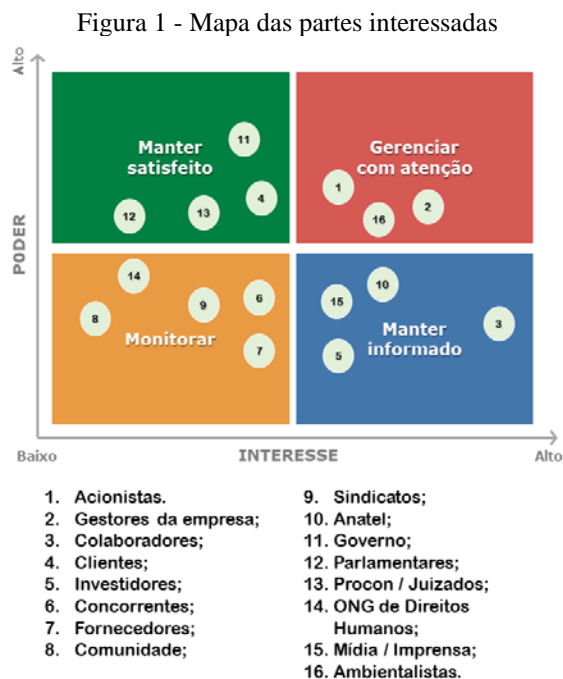 Figura 1 - Mapa das partes interessadas
Alto
PODER
Manter
satisfeito
11
4
13
12
Gerenciar
com atenção
1
2
16
14
8
9
6
7
Monitorar
10
15
3
5
Manter
informado
Baixo
INTERESSE
Alto
1. Acionistas.
2. Gestores da empresa;
3. Colaboradores;
4. Clientes;
5. Investidores;
6. Concorrentes;
7. Fornecedores;
8. Comunidade;
9. Sindicatos;
10. Anatel;
11. Governo;
12. Parlamentares;
13. Procon / Juizados;
14. ONG de Direitos
Humanos;
15. Mídia / Imprensa;
16. Ambientalistas.